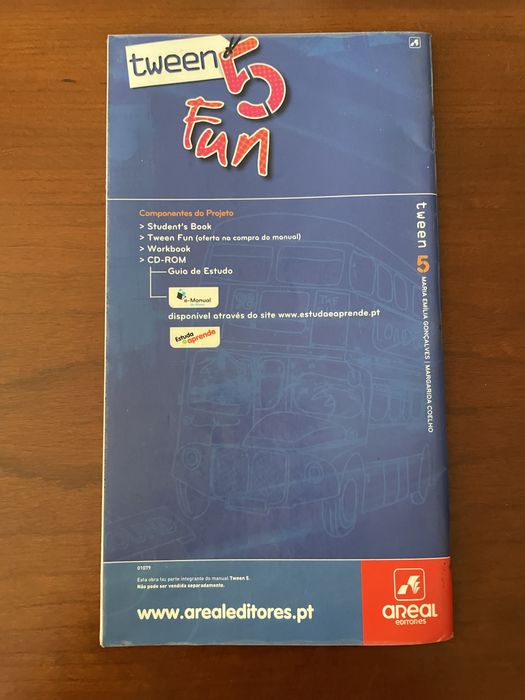 tween 5
Fun
Componentes do Projeto
> Student's Book
> Tween Fun (oferta na compra do manual)
> Workbook
> CD-ROM
Guia de Estudo
e-Manual
disponível através do site www.estudaeaprende.pt
Estuda e aprende
tween 5 MARIA EMÍLIA GONÇALVES | MARGARIDA COELHO
01079
Esta obra faz parte integrante do manual Tween 5.
Não pode ser vendida separadamente.
www.arealeditores.pt
AREAL
EDITORES